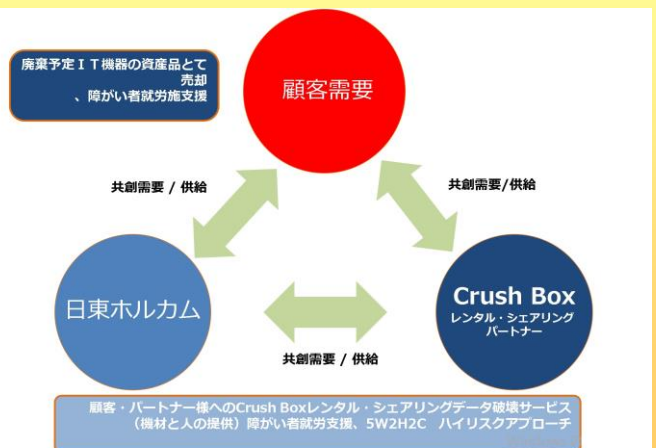 廃棄予定ＩＴ機器の資産品とて
売却
、障がい者就労施支援
顧客需要
共創需要 / 供給
共創需要/供給
日東ホルカム
Crush Box
レンタル・シェアリング
パートナー
共創需要 / 供給
顧客・パートナー様へのCrush Boxレンタル・シェアリングデータ破壊サービス
（機材と人の提供）障がい者就労支援、5W2H2C　ハイリスクアプローチ